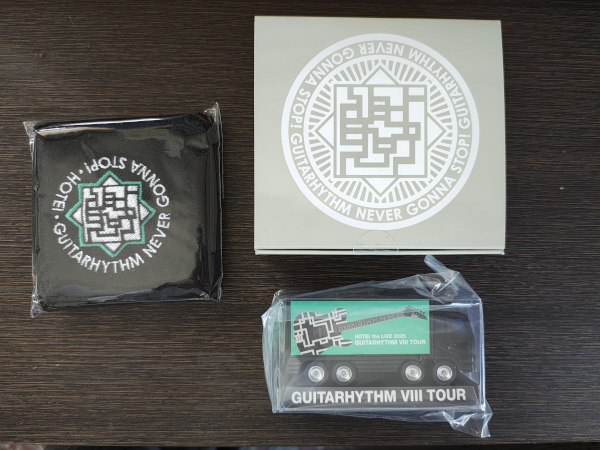 GUITARHYTHM NEVER GONNA STOP! GUITARHYTHM NEVER GONNA STOP!
HOTEI • GUITARHYTHM NEVER GONNA STOP! •
HOTEI the LIVE 2025
GUITARHYTHM VIII TOUR
GUITARHYTHM VIII TOUR